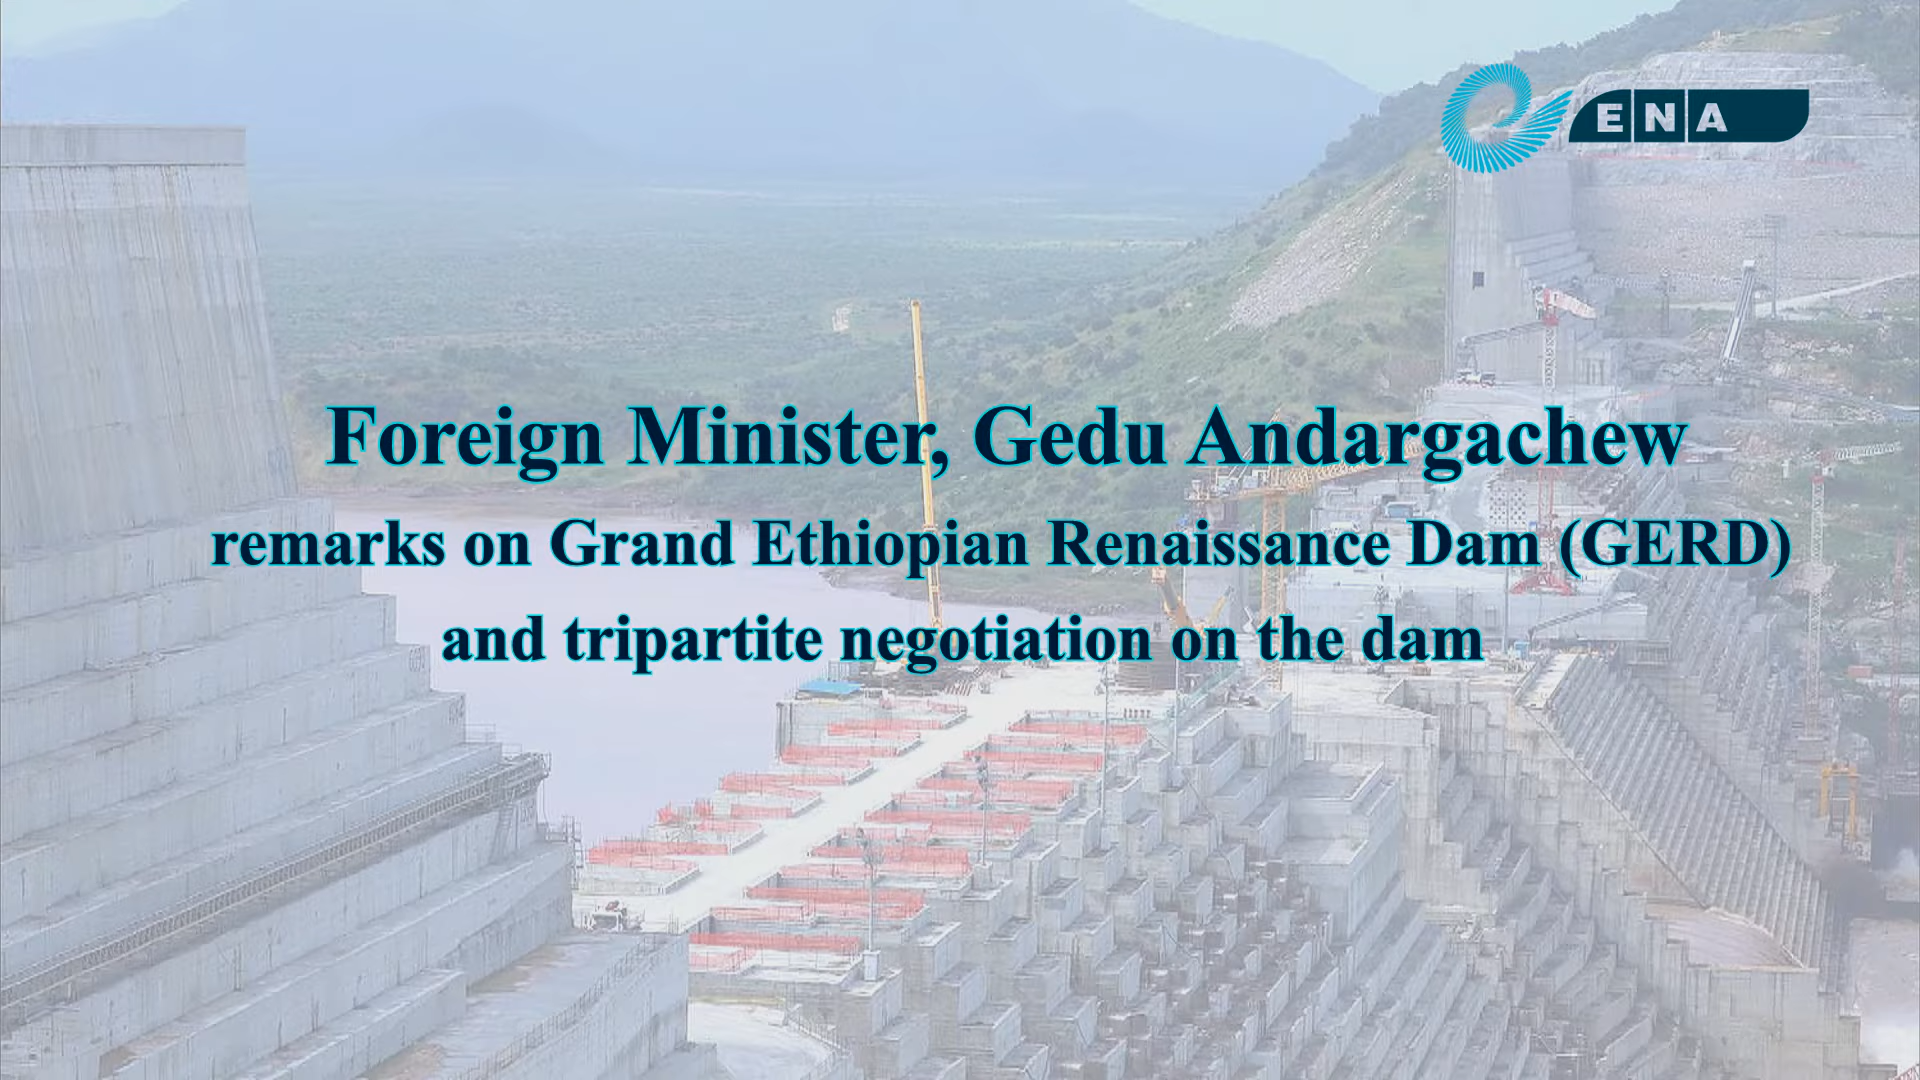 ENA
Foreign Minister, Gedu Andargachew
remarks on Grand Ethiopian Renaissance Dam (GERD)
and tripartite negotiation on the dam